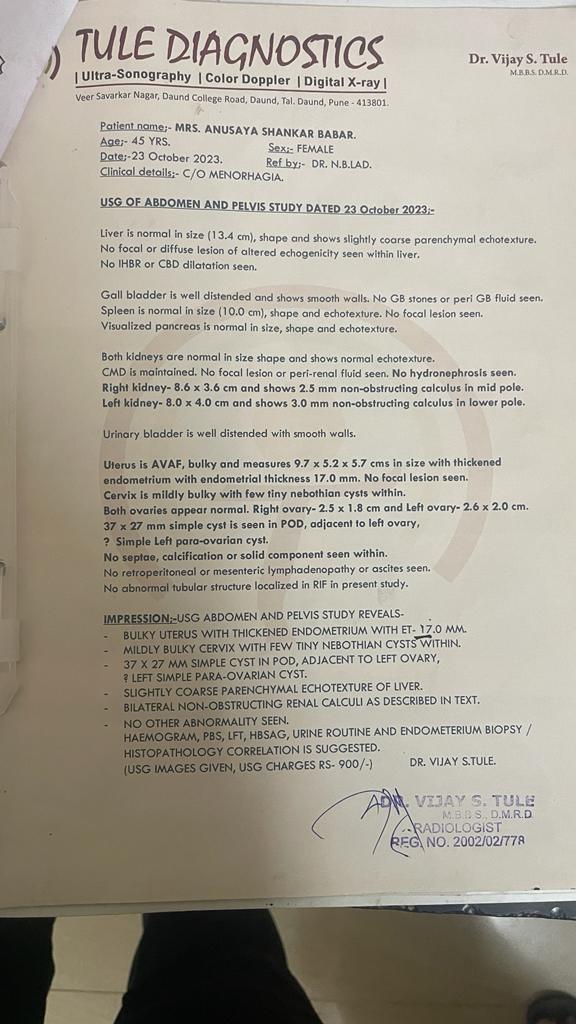 TULE DIAGNOSTICS
| Ultra-Sonography | Color Doppler | Digital X-ray |
Veer Savarkar Nagar, Daund College Road, Daund, Tal. Daund, Pune - 413801.
Dr. Vijay S. Tule
M.B.B.S. D.M.R.D.
Patient name;- MRS. ANUSAYA SHANKAR BABAR.
Age;- 45 YRS. Sex;- FEMALE
Date;-23 October 2023. Ref by;- DR. N.B.LAD.
Clinical details;- C/O MENORHAGIA.
USG OF ABDOMEN AND PELVIS STUDY DATED 23 October 2023;-
Liver is normal in size (13.4 cm), shape and shows slightly coarse parenchymal echotexture.
No focal or diffuse lesion of altered echogenicity seen within liver.
No IHBR or CBD dilatation seen.
Gall bladder is well distended and shows smooth walls. No GB stones or peri GB fluid seen.
Spleen is normal in size (10.0 cm), shape and echotexture. No focal lesion seen.
Visualized pancreas is normal in size, shape and echotexture.
Both kidneys are normal in size shape and shows normal echotexture.
CMD is maintained. No focal lesion or peri-renal fluid seen. No hydronephrosis seen.
Right kidney- 8.6 x 3.6 cm and shows 2.5 mm non-obstructing calculus in mid pole.
Left kidney- 8.0 x 4.0 cm and shows 3.0 mm non-obstructing calculus in lower pole.
Urinary bladder is well distended with smooth walls.
Uterus is AVAF, bulky and measures 9.7 x 5.2 x 5.7 cms in size with thickened
endometrium with endometrial thickness 17.0 mm. No focal lesion seen.
Cervix is mildly bulky with few tiny nebothian cysts within.
Both ovaries appear normal. Right ovary- 2.5 x 1.8 cm and Left ovary- 2.6 x 2.0 cm.
37 x 27 mm simple cyst is seen in POD, adjacent to left ovary,
? Simple Left para-ovarian cyst.
No septae, calcification or solid component seen within.
No retroperitoneal or mesenteric lymphadenopathy or ascites seen.
No abnormal tubular structure localized in RIF in present study.
IMPRESSION;-USG ABDOMEN AND PELVIS STUDY REVEALS-
- BULKY UTERUS WITH THICKENED ENDOMETRIUM WITH ET- 17.0 MM.
- MILDLY BULKY CERVIX WITH FEW TINY NEBOTHIAN CYSTS WITHIN.
- 37 X 27 MM SIMPLE CYST IN POD, ADJACENT TO LEFT OVARY,
? LEFT SIMPLE PARA-OVARIAN CYST.
- SLIGHTLY COARSE PARENCHYMAL ECHOTEXTURE OF LIVER.
- BILATERAL NON-OBSTRUCTING RENAL CALCULI AS DESCRIBED IN TEXT.
- NO OTHER ABNORMALITY SEEN.
HAEMOGRAM, PBS, LFT, HBSAG, URINE ROUTINE AND ENDOMETERIUM BIOPSY /
HISTOPATHOLOGY CORRELATION IS SUGGESTED.
(USG IMAGES GIVEN, USG CHARGES RS- 900/-) DR. VIJAY S.TULE.
DR. VIJAY S. TULE
M.B.B.S., D.M.R.D
RADIOLOGIST
REG. NO. 2002/02/778